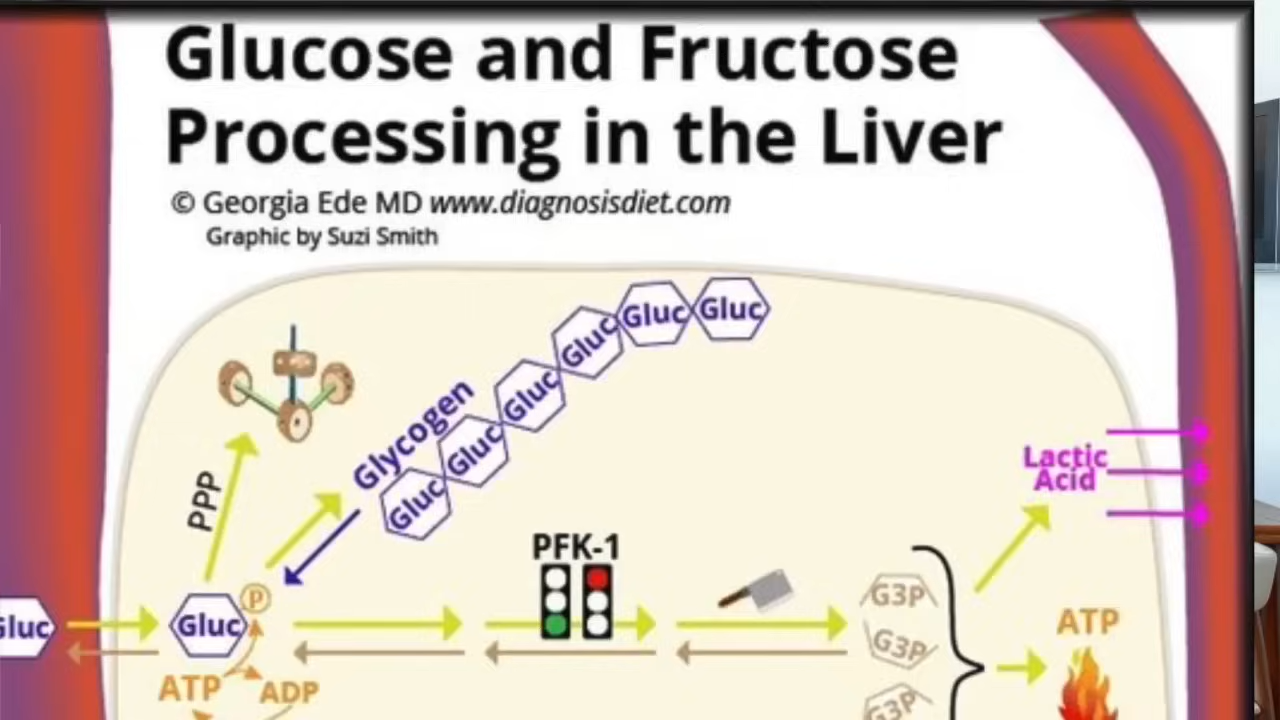 Glucose and Fructose
Processing in the Liver
© Georgia Ede MD www.diagnosisdiet.com
Graphic by Suzi Smith
Gluc
Gluc
Gluc
Gluc
Gluc
Gluc
Glycogen
PPP
Lactic
Acid
PFK-1
Gluc
Gluc
P
G3P
G3P
G3P
ATP
ATP
ADP